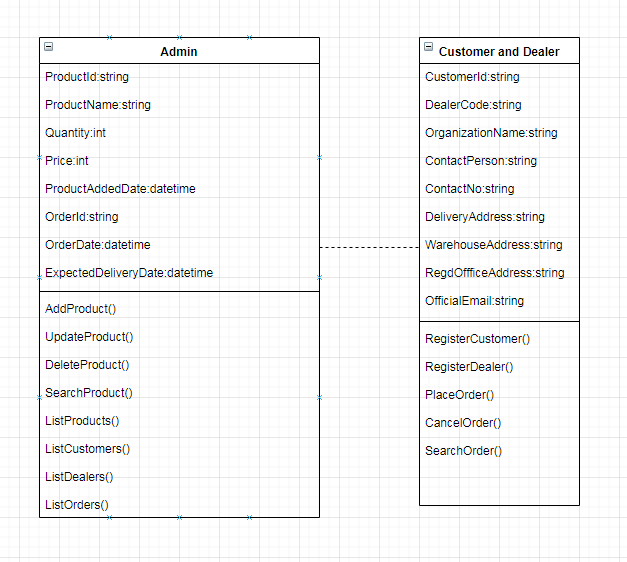 Admin
ProductId:string
ProductName:string
Quantity:int
Price:int
ProductAddedDate:datetime
OrderId:string
OrderDate:datetime
ExpectedDeliveryDate:datetime
AddProduct()
UpdateProduct()
DeleteProduct()
SearchProduct()
ListProducts()
ListCustomers()
ListDealers()
ListOrders()
Customer and Dealer
CustomerId:string
DealerCode:string
OrganizationName:string
ContactPerson:string
ContactNo:string
DeliveryAddress:string
WarehouseAddress:string
RegdOffficeAddress:string
OfficialEmail:string
RegisterCustomer()
RegisterDealer()
PlaceOrder()
CancelOrder()
SearchOrder()